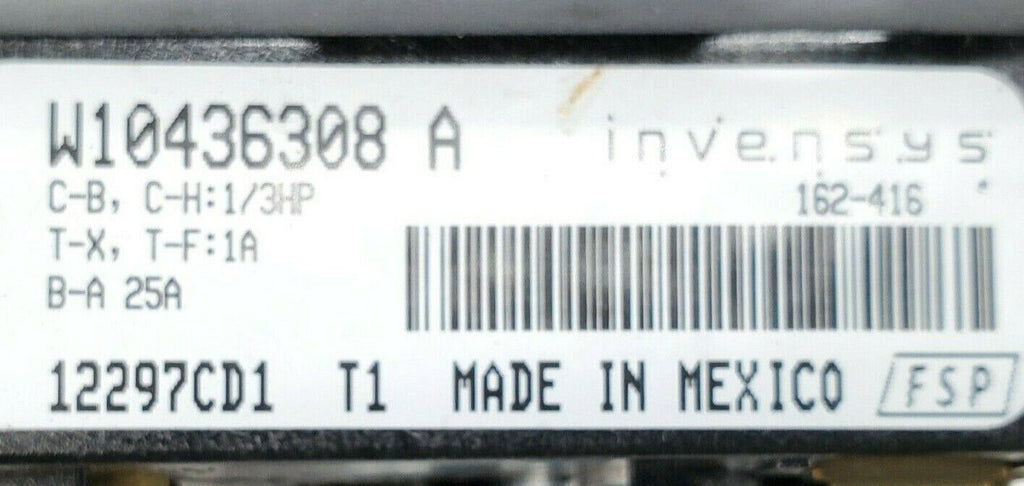 W10436308 A invensys
C-B, C-H:1/3HP 162-416
T-X, T-F:1A
B-A 25A
12297CD1 T1 MADE IN MEXICO FSP